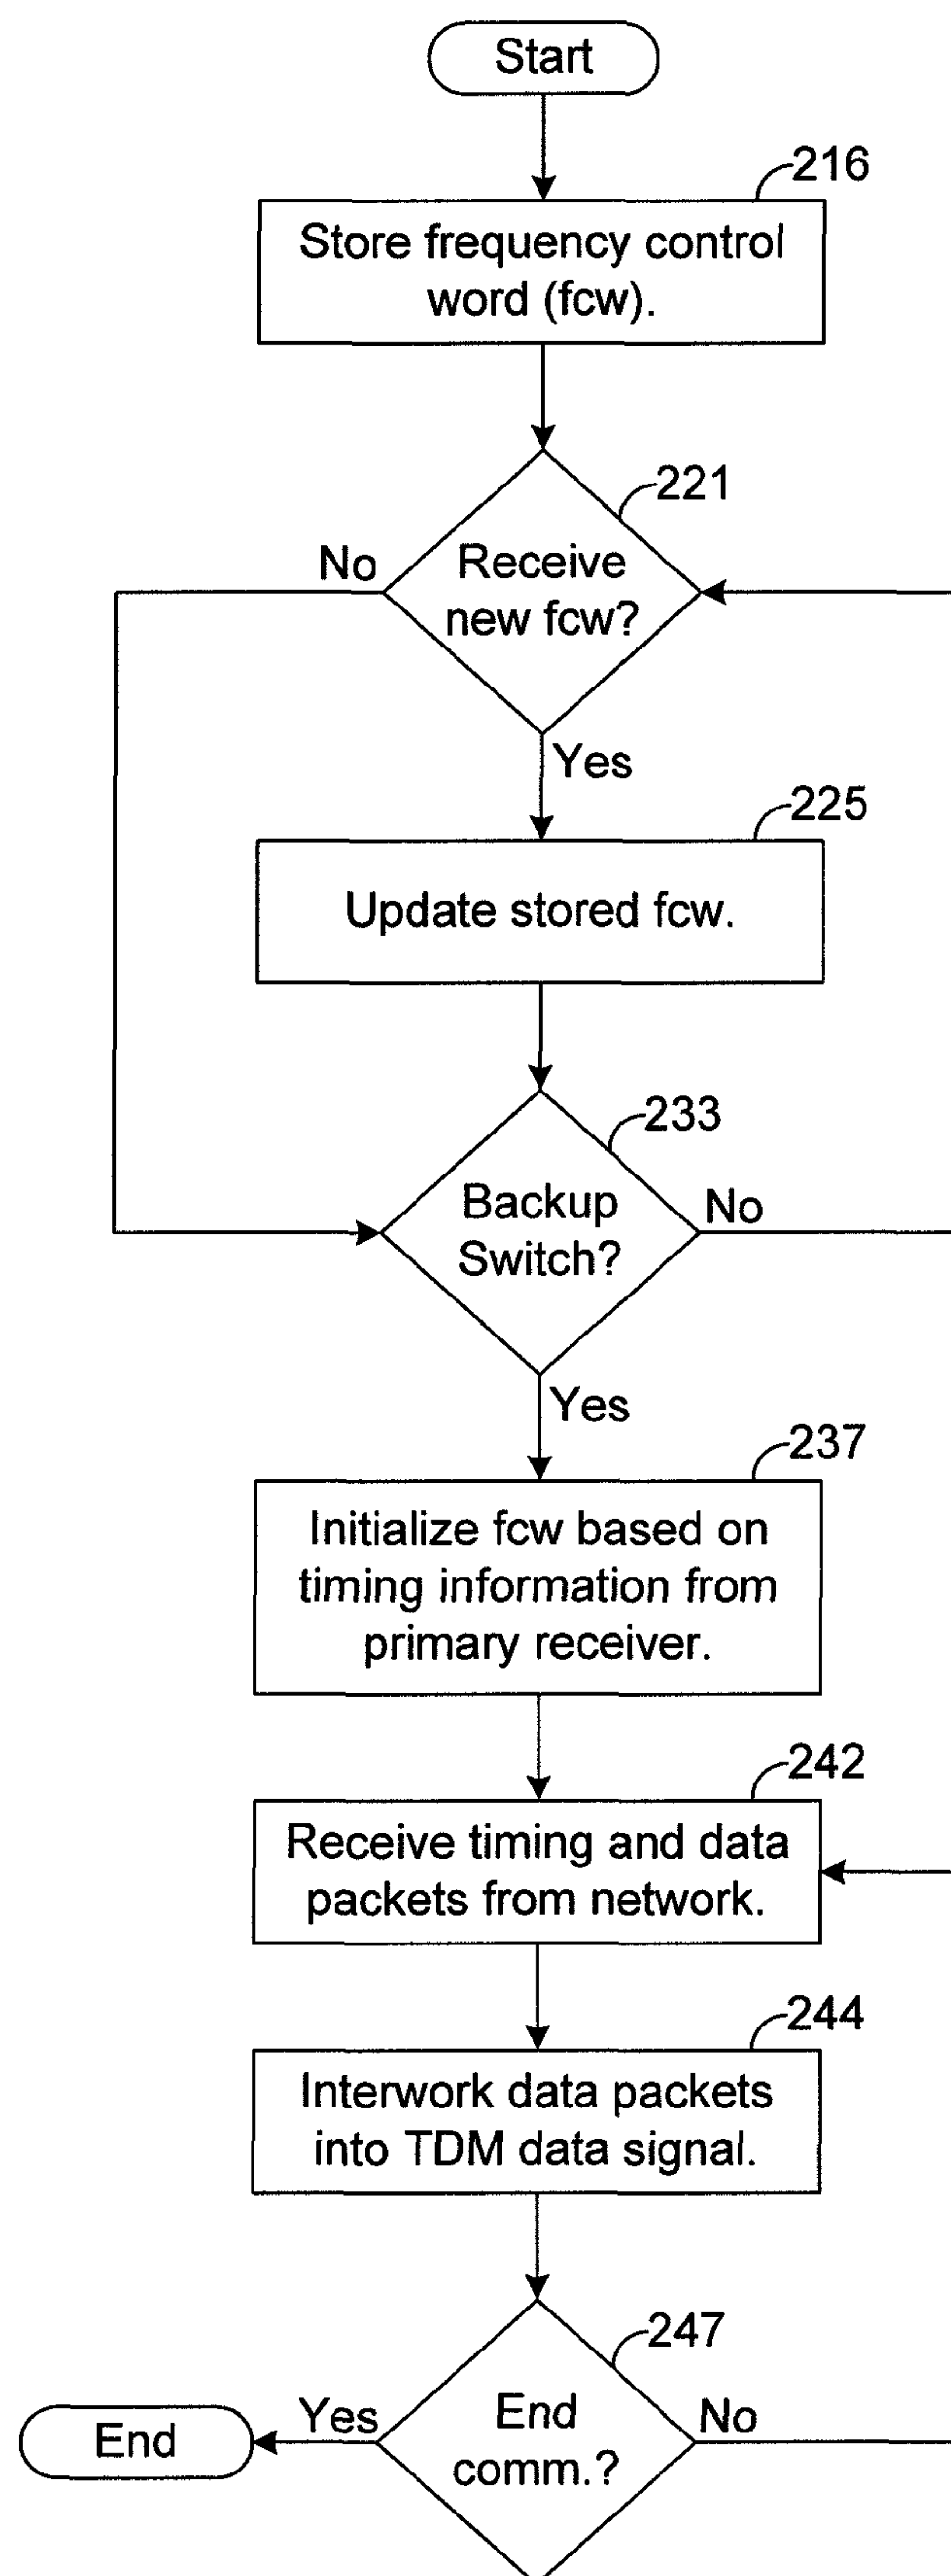 Start
216
Store frequency control
word (fcw).
221
No
Receive
new fcw?
Yes
225
Update stored fcw.
233
Backup
Switch?
No
Yes
237
Initialize fcw based on
timing information from
primary receiver.
242
Receive timing and data
packets from network.
244
Interwork data packets
into TDM data signal.
247
End
Yes
End
comm.?
No